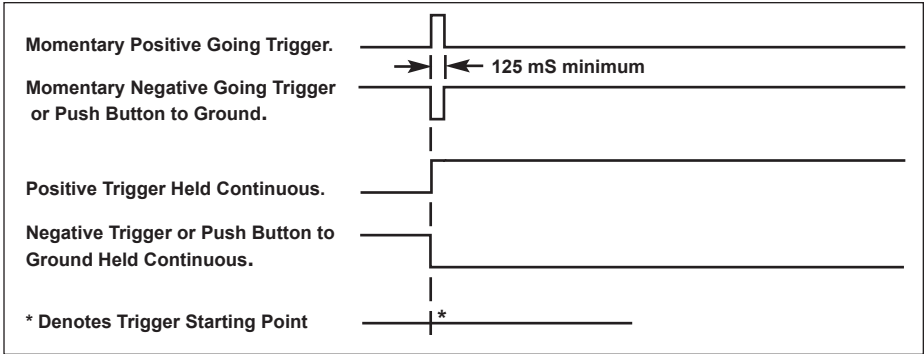 Momentary Positive Going Trigger.
125 mS minimum
Momentary Negative Going Trigger
or Push Button to Ground.
Positive Trigger Held Continuous.
Negative Trigger or Push Button to
Ground Held Continuous.
* Denotes Trigger Starting Point
*